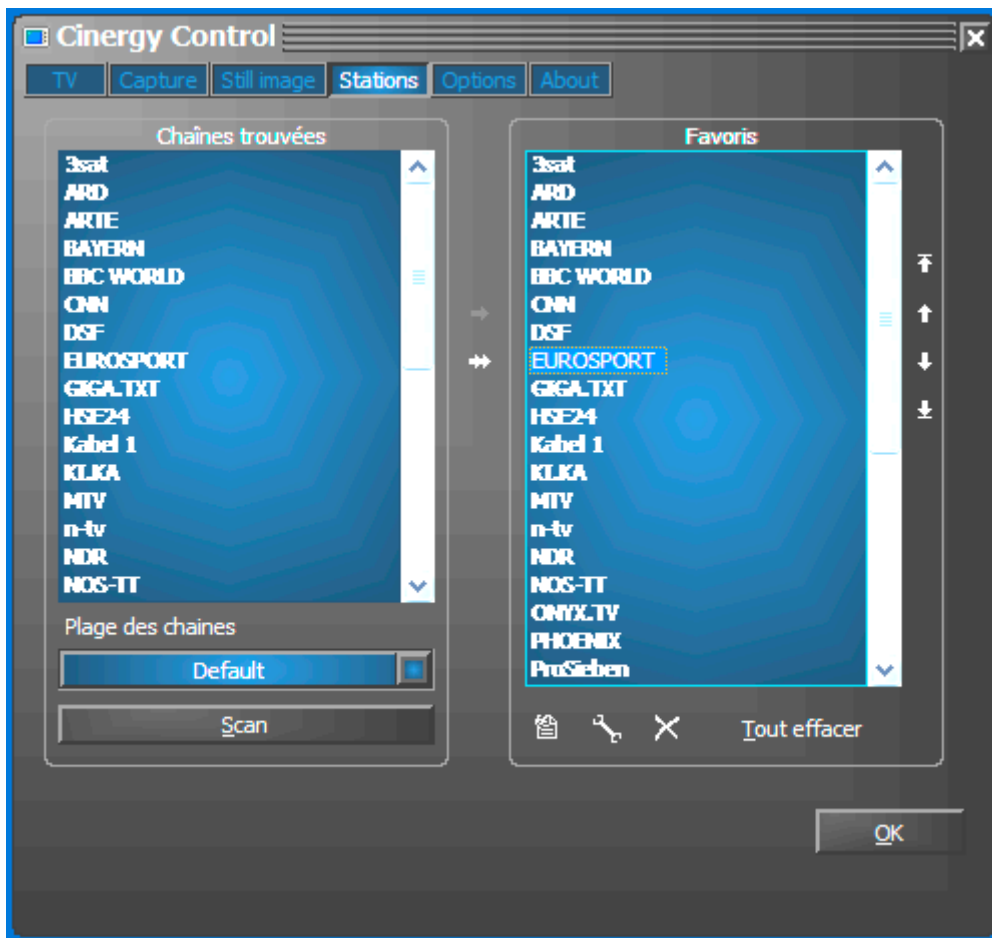 Cinergy Control
TV Capture Still image Stations Options About
Chaînes trouvées
3sat
ARD
ARTE
BAYERN
BBC WORLD
CNN
DSF
EUROSPORT
GIGA.TXT
HSE24
Kabel 1
KI.KA
MTV
n-tv
NDR
NOS-TT
Plage des chaines
Default
Scan
Favoris
3sat
ARD
ARTE
BAYERN
BBC WORLD
CNN
DSF
EUROSPORT
GIGA.TXT
HSE24
Kabel 1
KI.KA
MTV
n-tv
NDR
NOS-TT
ONYX.TV
PHOENIX
ProSieben
Tout effacer
OK